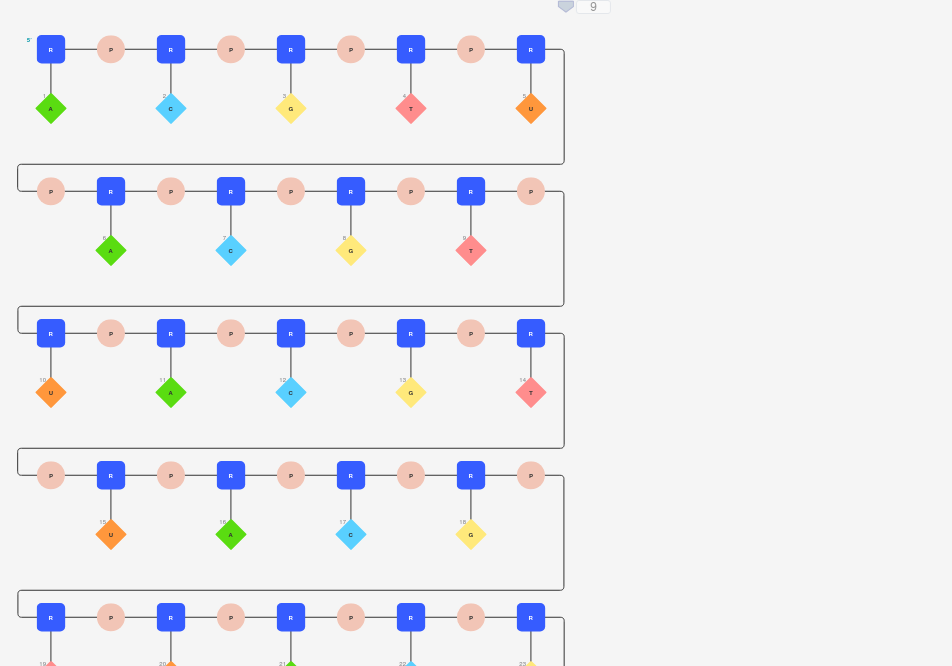 9
5'
R P R P R P R P R
1 2 3 4 5
A C G T U
P R P R P R P R P
6 7 8 9
A C G T
R P R P R P R P R
10 11 12 13 14
U A C G T
P R P R P R P R P
15 16 17 18
U A C G
R P R P R P R P R
19 20 21 22 23